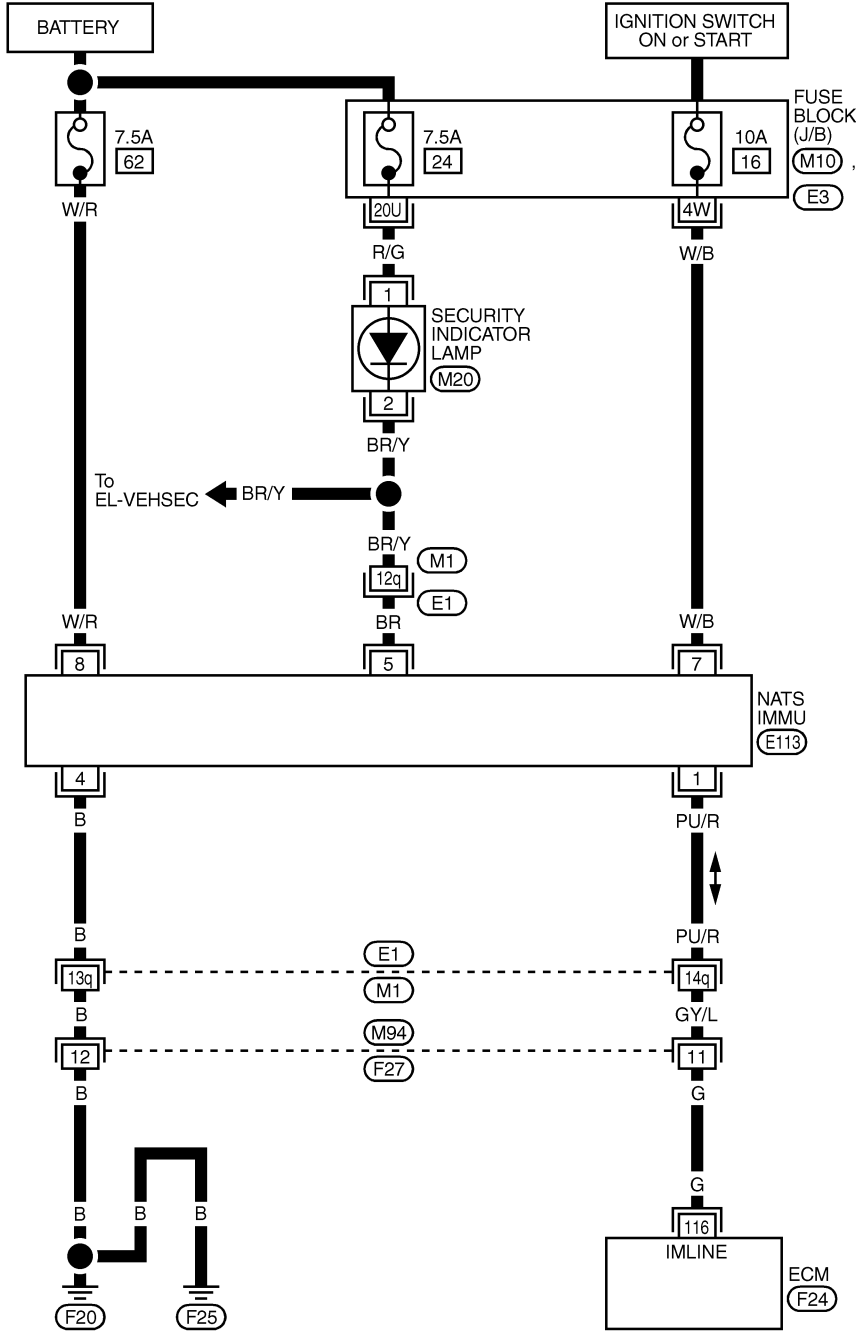 BATTERY
IGNITION SWITCH
ON or START
7.5A
62
7.5A
24
10A
16
FUSE
BLOCK
(J/B)
M10 ,
E3
W/R
20U
4W
R/G
W/B
1
SECURITY
INDICATOR
LAMP
M20
2
BR/Y
To
EL-VEHSEC
BR/Y
BR/Y
M1
12q
E1
W/R
BR
W/B
8
5
7
NATS
IMMU
E113
4
1
B
PU/R
B
PU/R
E1
13q
14q
M1
B
GY/L
M94
12
11
F27
B
G
G
B
B
B
116
IMLINE
ECM
F24
F20
F25